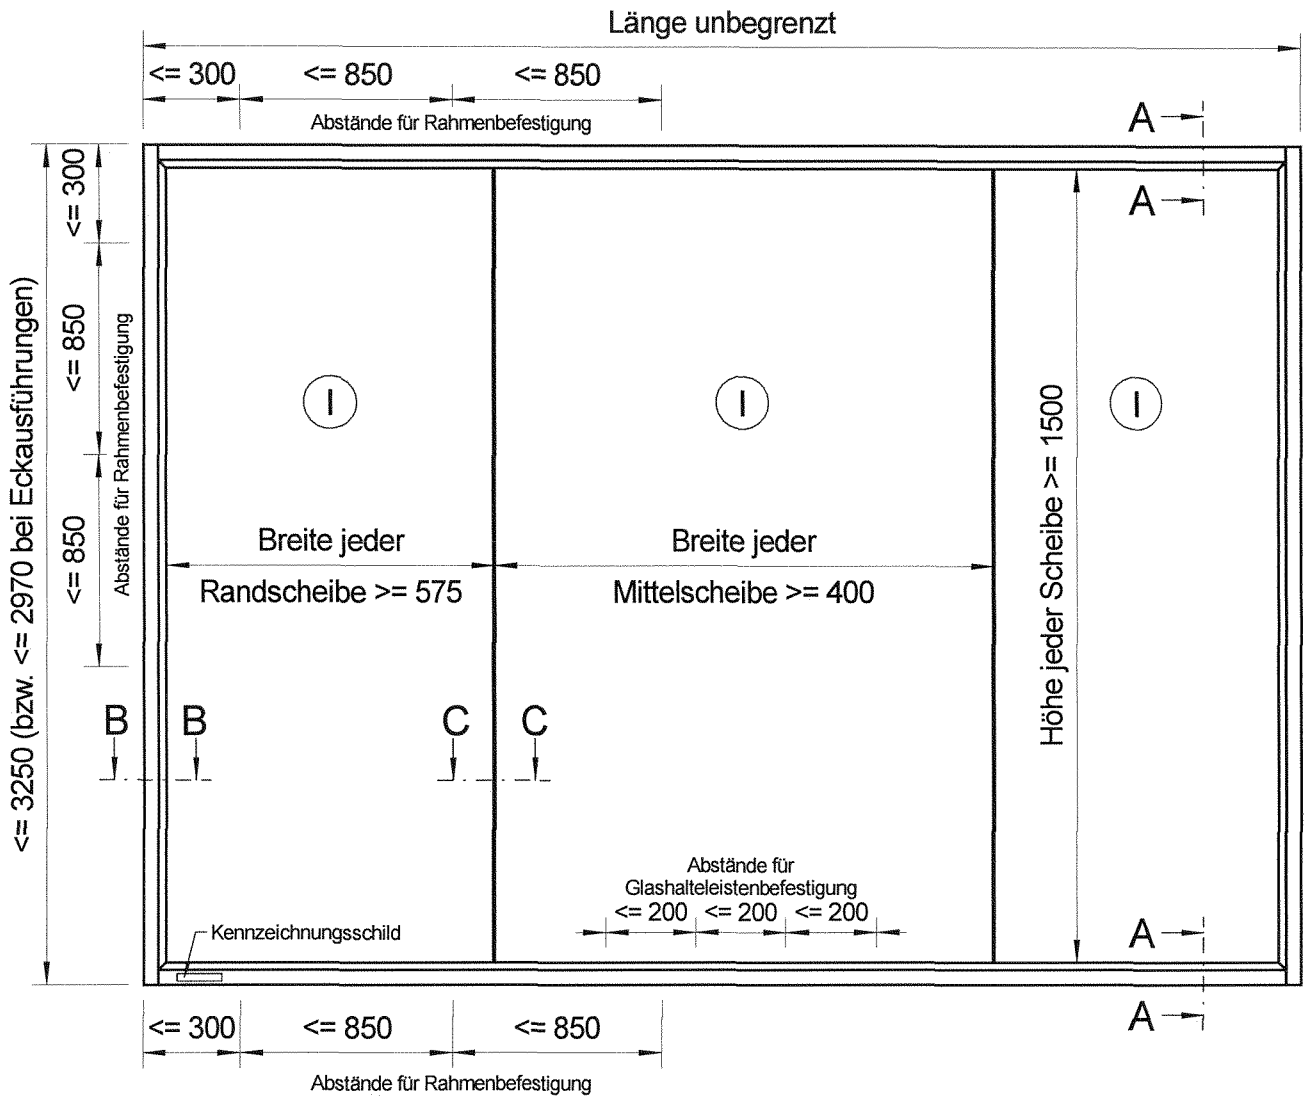 Länge unbegrenzt
<= 300
<= 850
<= 850
Abstände für Rahmenbefestigung
A
A
<= 3250 (bzw. <= 2970 bei Eckausführungen)
<= 300
<= 850
<= 850
Abstände für Rahmenbefestigung
I
I
I
Breite jeder
Randscheibe >= 575
Breite jeder
Mittelscheibe >= 400
Höhe jeder Scheibe >= 1500
B
B
C
C
Abstände für
Glashalteleistenbefestigung
<= 200
<= 200
<= 200
Kennzeichnungsschild
A
A
<= 300
<= 850
<= 850
Abstände für Rahmenbefestigung